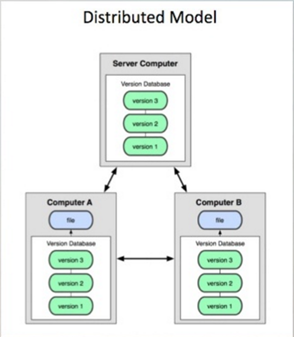 Distributed Model
Server Computer
Version Database
version 3
version 2
version 1
Computer A
file
Version Database
version 3
version 2
version 1
Computer B
file
Version Database
version 3
version 2
version 1